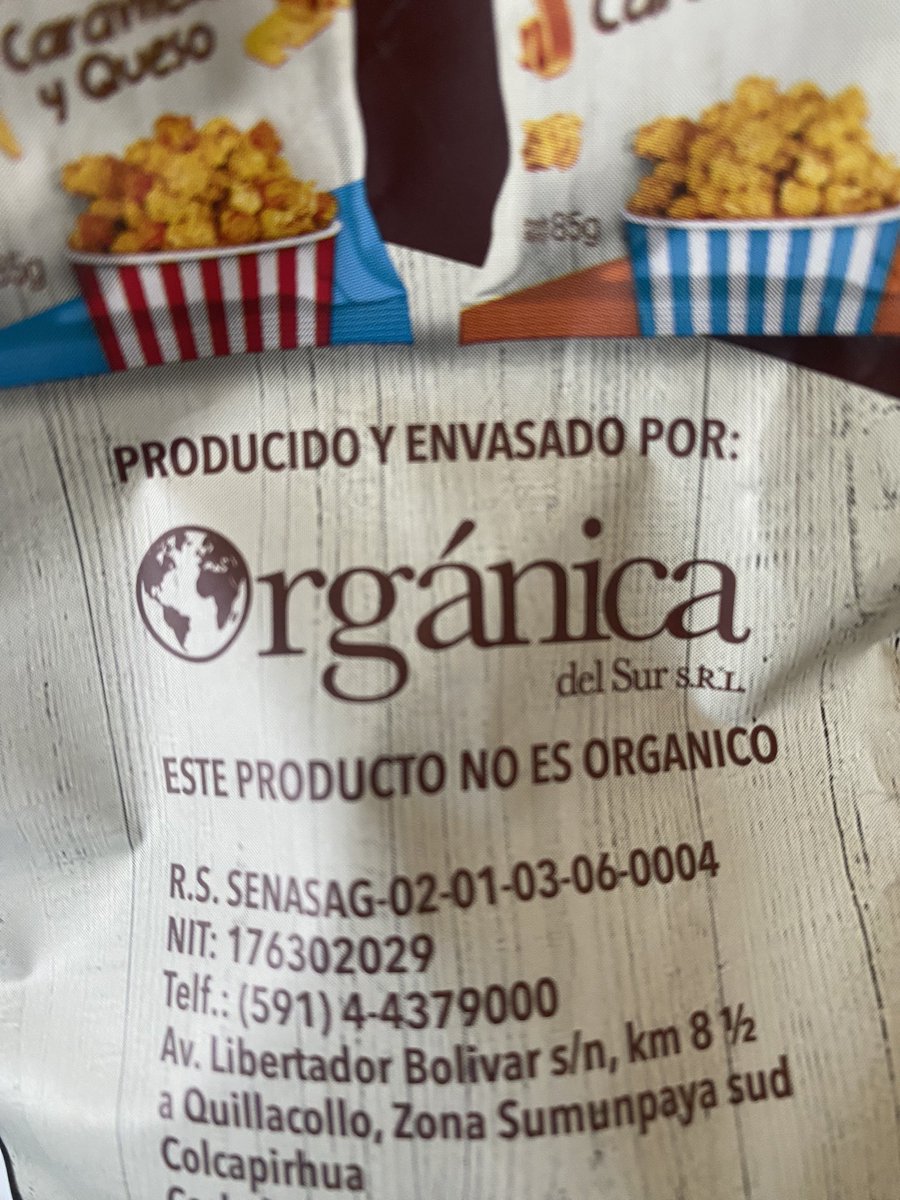 Caramelo
y Queso
85g
PRODUCIDO Y ENVASADO POR:
Orgánica
del Sur S.R.L.
ESTE PRODUCTO NO ES ORGANICO
R.S. SENASAG-02-01-03-06-0004
NIT: 176302029
Telf.: (591) 4-4379000
Av. Libertador Bolivar s/n, km 8 ½
a Quillacollo, Zona Sumunpaya sud
Colcapirhua